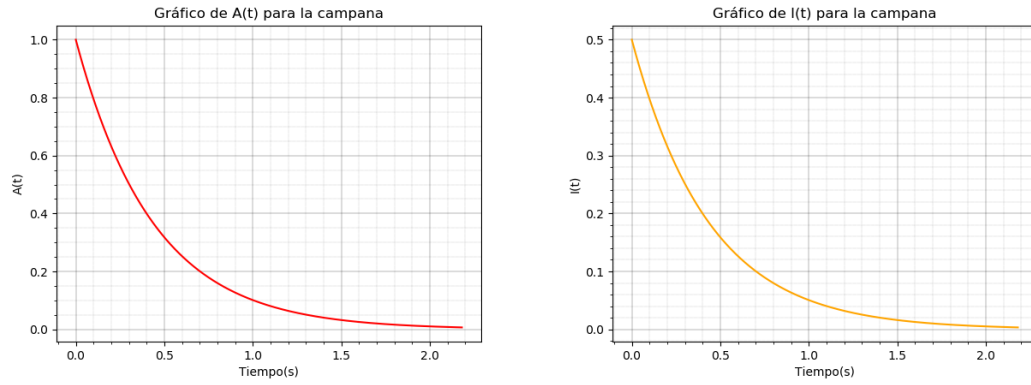 Gráfico de A(t) para la campana
1.0
0.8
0.6
0.4
0.2
0.0
A(t)
0.0 0.5 1.0 1.5 2.0
Tiempo(s)
Gráfico de I(t) para la campana
0.5
0.4
0.3
0.2
0.1
0.0
I(t)
0.0 0.5 1.0 1.5 2.0
Tiempo(s)